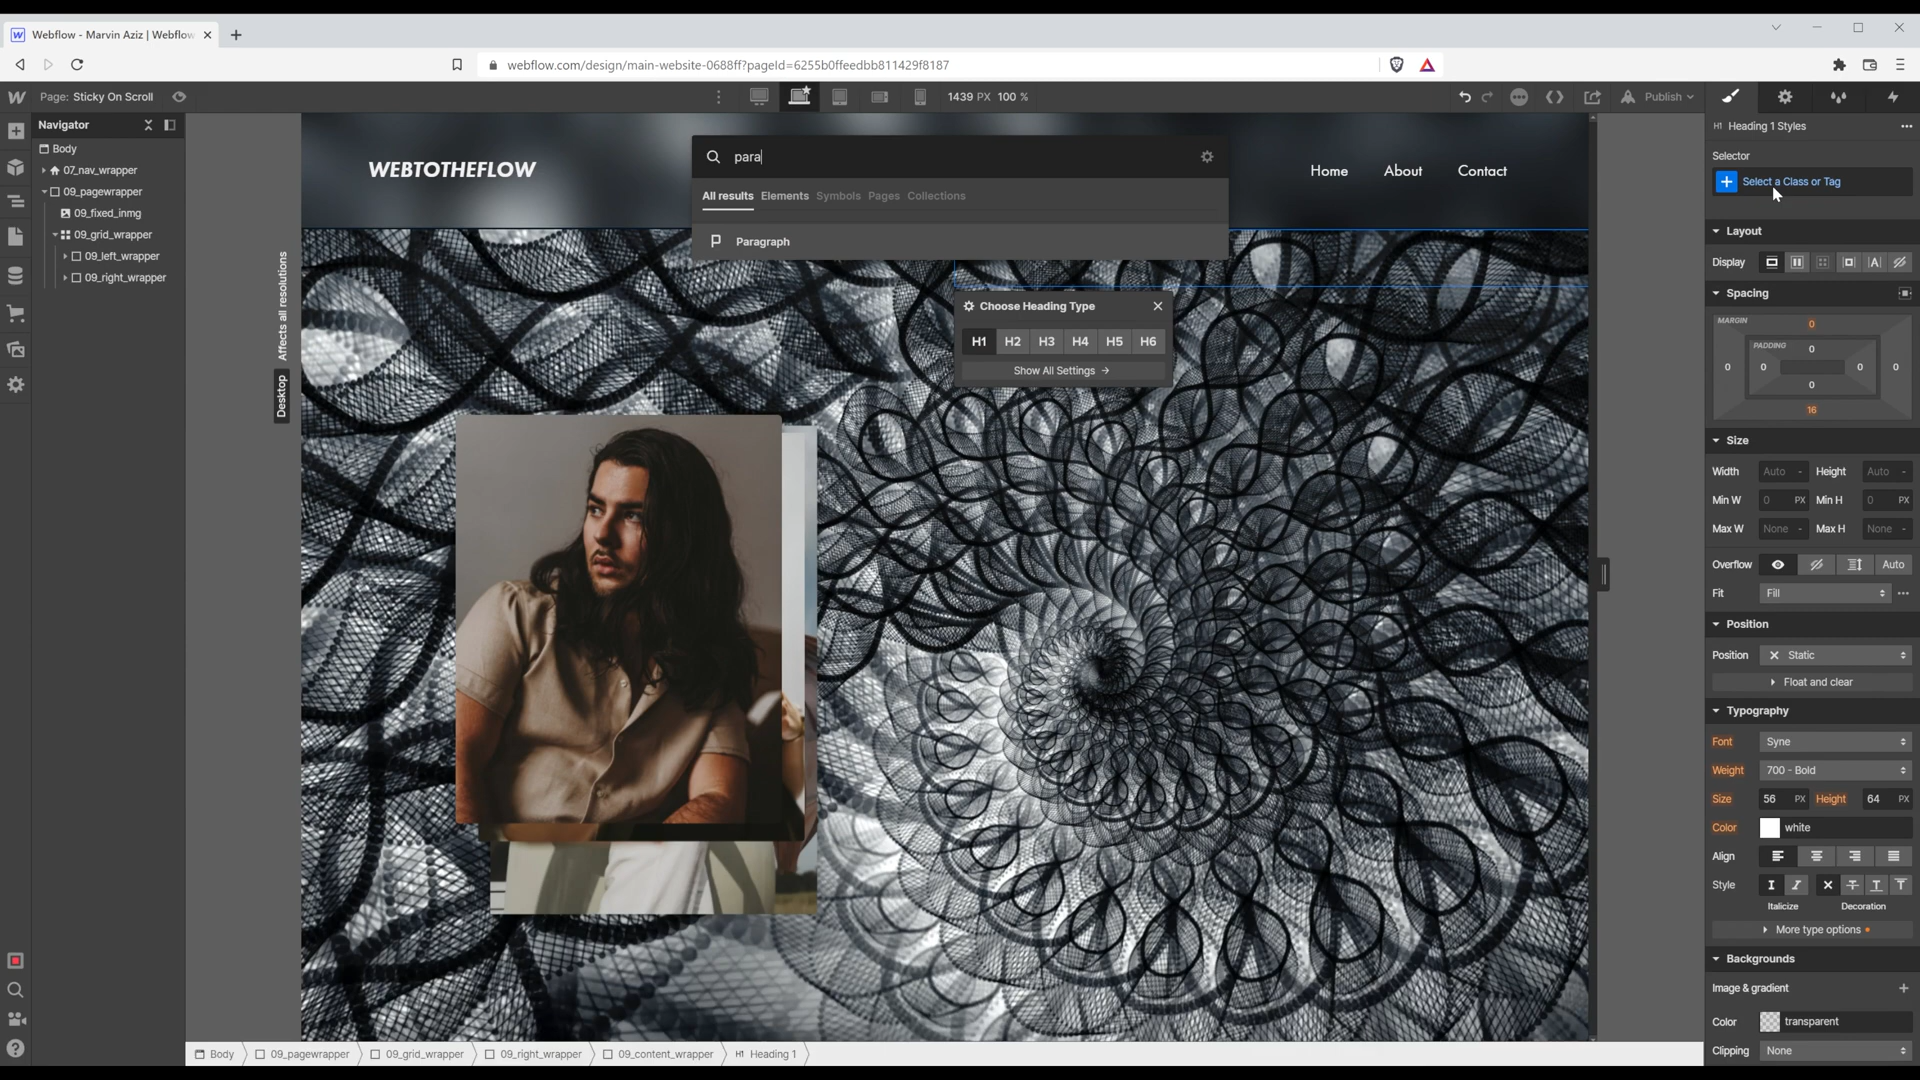 Webflow - Marvin Aziz | Webflow
webflow.com/design/main-website-0688ff?pageId=6255b0ffeedbb811429f8187
Page: Sticky On Scroll
1439 PX 100 %
Publish
Navigator
Body
07_nav_wrapper
09_pagewrapper
09_fixed_inmg
09_grid_wrapper
09_left_wrapper
09_right_wrapper
Desktop Affects all resolutions
WEBTOTHEFLOW
Home About Contact
para
All results Elements Symbols Pages Collections
Paragraph
Choose Heading Type
H1 H2 H3 H4 H5 H6
Show All Settings
H1 Heading 1 Styles
Selector
Select a Class or Tag
Layout
Display
Spacing
MARGIN
0
PADDING
0
0 0 0 0
0
16
Size
Width Auto - Height Auto -
Min W 0 PX Min H 0 PX
Max W None - Max H None -
Overflow Auto
Fit Fill
Position
Position Static
Float and clear
Typography
Font Syne
Weight 700 - Bold
Size 56 PX Height 64 PX
Color white
Align
Style
Italicize Decoration
More type options
Backgrounds
Image & gradient
Color transparent
Clipping None
Body 09_pagewrapper 09_grid_wrapper 09_right_wrapper 09_content_wrapper H1 Heading 1